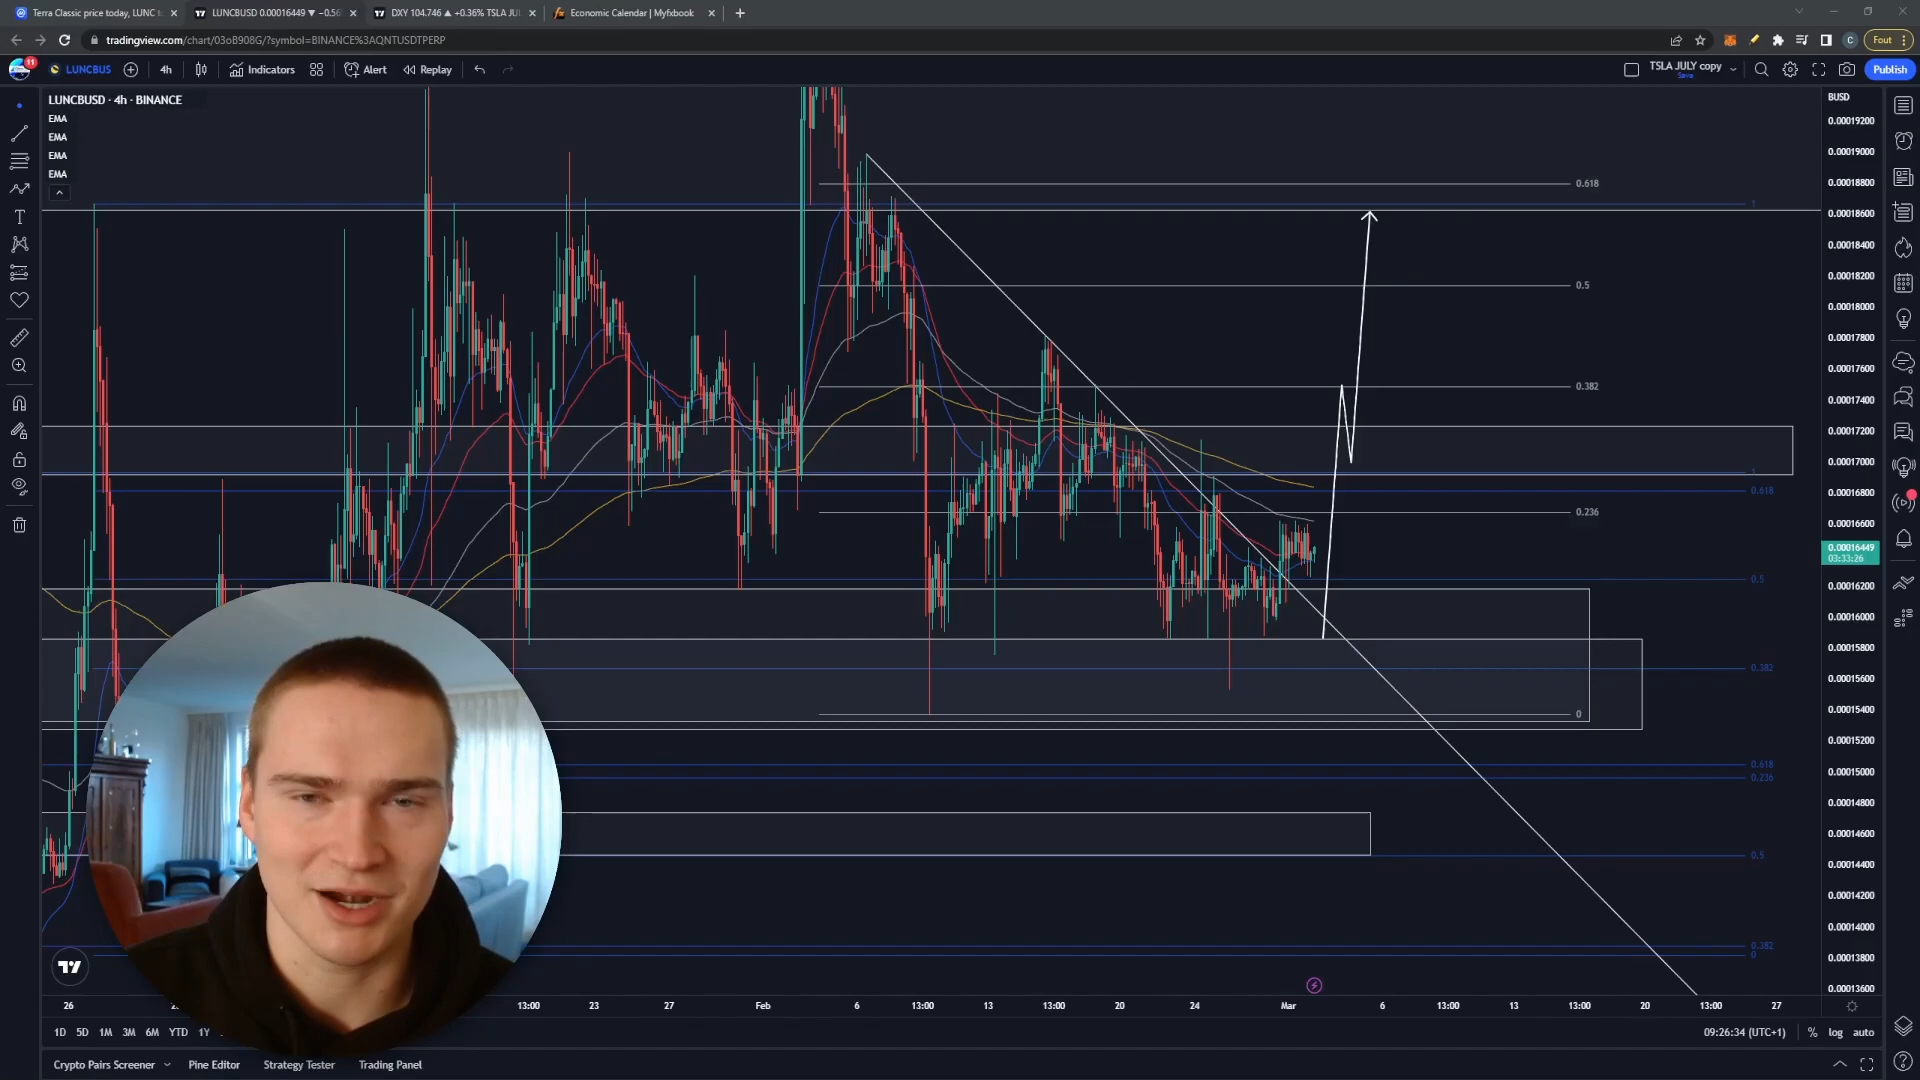 Terra Classic price today, LUNC t
LUNCBUSD 0.00016449 ▼ −0.56
DXY 104.746 ▲ +0.36% TSLA JUL
Economic Calendar | Myfxbook
tradingview.com/chart/03oB908G/?symbol=BINANCE%3AQNTUSDTPERP
C
Fout
11
LUNCBUS
4h
Indicators
Alert
Replay
TSLA JULY copy
Save
Publish
LUNCBUSD · 4h · BINANCE
EMA
EMA
EMA
EMA
BUSD
0.00019200
0.00019000
0.00018800
0.00018600
0.00018400
0.00018200
0.00018000
0.00017800
0.00017600
0.00017400
0.00017200
0.00017000
0.00016800
0.00016600
0.00016449
03:33:26
0.00016200
0.00016000
0.00015800
0.00015600
0.00015400
0.00015200
0.00015000
0.00014800
0.00014600
0.00014400
0.00014200
0.00014000
0.00013800
0.00013600
0.618
1
0.5
0.382
1
0.618
0.236
0.5
0.382
0
0.618
0.236
0.5
0.382
0
26
13:00
23
27
Feb
6
13:00
13
13:00
20
24
Mar
6
13:00
13
13:00
20
13:00
27
1D 5D 1M 3M 6M YTD 1Y
09:26:34 (UTC+1)
% log auto
Crypto Pairs Screener
Pine Editor
Strategy Tester
Trading Panel